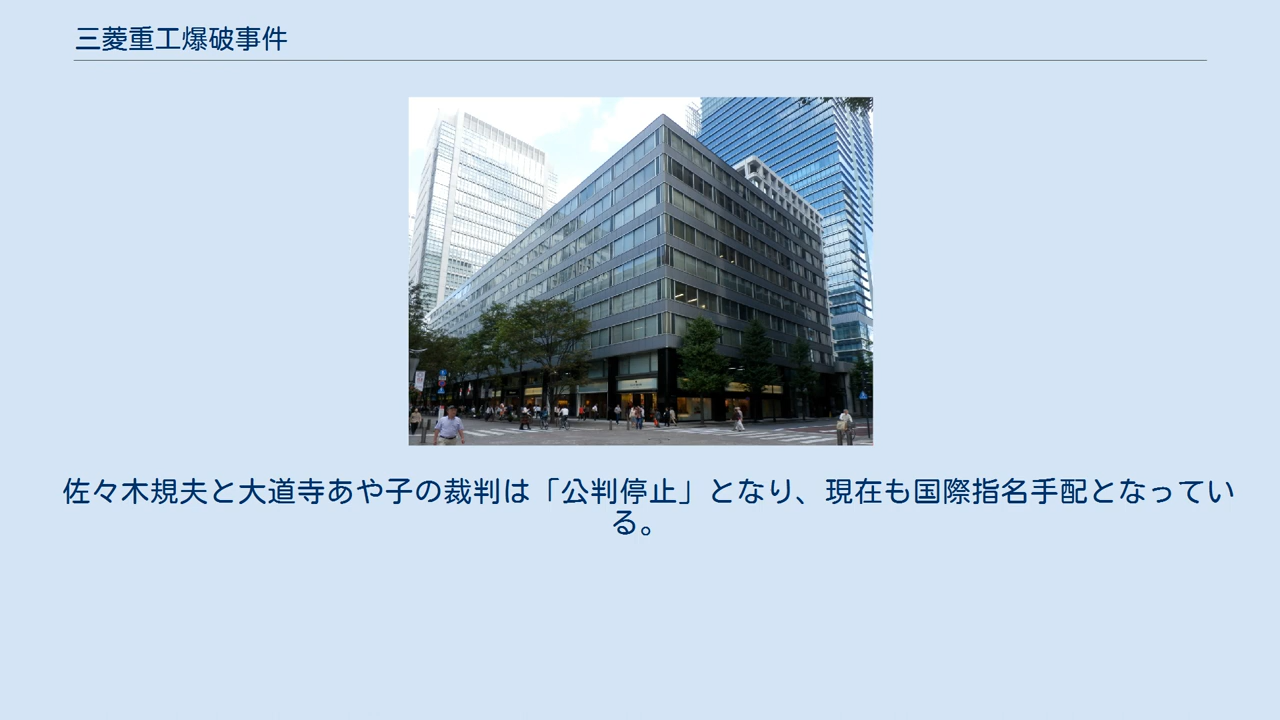 三菱重工爆破事件
佐々木規夫と大道寺あや子の裁判は「公判停止」となり、現在も国際指名手配となってい
る。